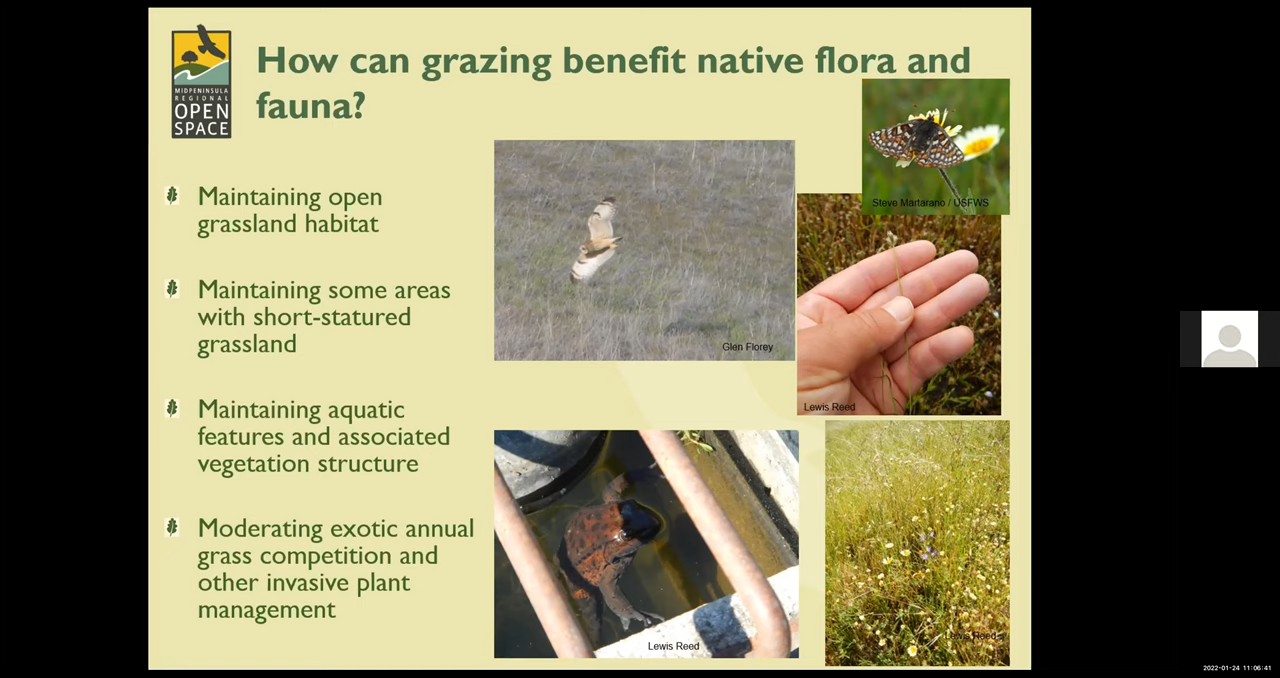 MIDPENINSULA
REGIONAL
OPEN
SPACE
How can grazing benefit native flora and
fauna?
Maintaining open
grassland habitat
Maintaining some areas
with short-statured
grassland
Maintaining aquatic
features and associated
vegetation structure
Moderating exotic annual
grass competition and
other invasive plant
management
Glen Florey
Steve Martarano / USFWS
Lewis Reed
Lewis Reed
Lewis Reed
2022-01-24 11:06:41